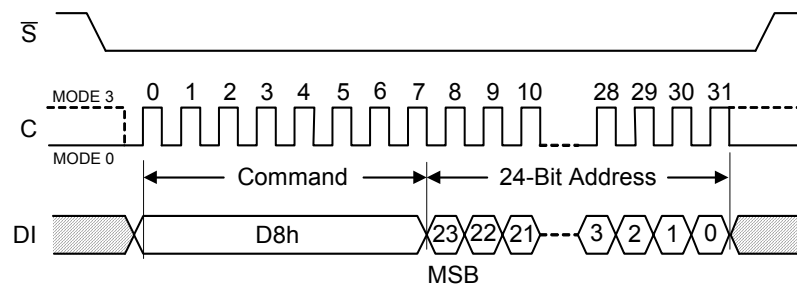 S
MODE 3 0 1 2 3 4 5 6 7 8 9 10 28 29 30 31
C
MODE 0
Command 24-Bit Address
DI D8h 23 22 21 3 2 1 0
MSB